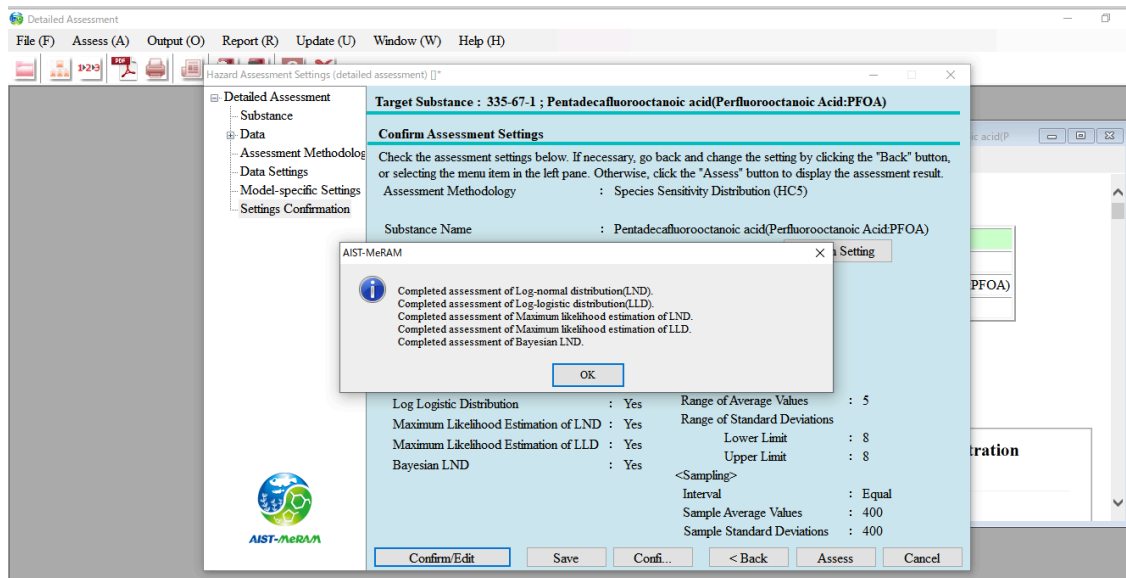 Detailed Assessment
File (F) Assess (A) Output (O) Report (R) Update (U) Window (W) Help (H)
1▸2▸3
PDF
Hazard Assessment Settings (detailed assessment) []*
Detailed Assessment
Substance
Data
Assessment Methodolog
Data Settings
Model-specific Settings
Settings Confirmation
Target Substance : 335-67-1 ; Pentadecafluorooctanoic acid(Perfluorooctanoic Acid:PFOA)
Confirm Assessment Settings
Check the assessment settings below. If necessary, go back and change the setting by clicking the "Back" button,
or selecting the menu item in the left pane. Otherwise, click the "Assess" button to display the assessment result.
Assessment Methodology : Species Sensitivity Distribution (HC5)
Substance Name : Pentadecafluorooctanoic acid(Perfluorooctanoic Acid:PFOA)
Setting
ic acid(P
PFOA)
AIST-MeRAM
Completed assessment of Log-normal distribution(LND).
Completed assessment of Log-logistic distribution(LLD).
Completed assessment of Maximum likelihood estimation of LND.
Completed assessment of Maximum likelihood estimation of LLD.
Completed assessment of Bayesian LND.
OK
Log Logistic Distribution : Yes
Maximum Likelihood Estimation of LND : Yes
Maximum Likelihood Estimation of LLD : Yes
Bayesian LND : Yes
Range of Average Values : 5
Range of Standard Deviations
Lower Limit : 8
Upper Limit : 8
<Sampling>
Interval : Equal
Sample Average Values : 400
Sample Standard Deviations : 400
tration
AIST-MeRAM
Confirm/Edit Save Confi... < Back Assess Cancel